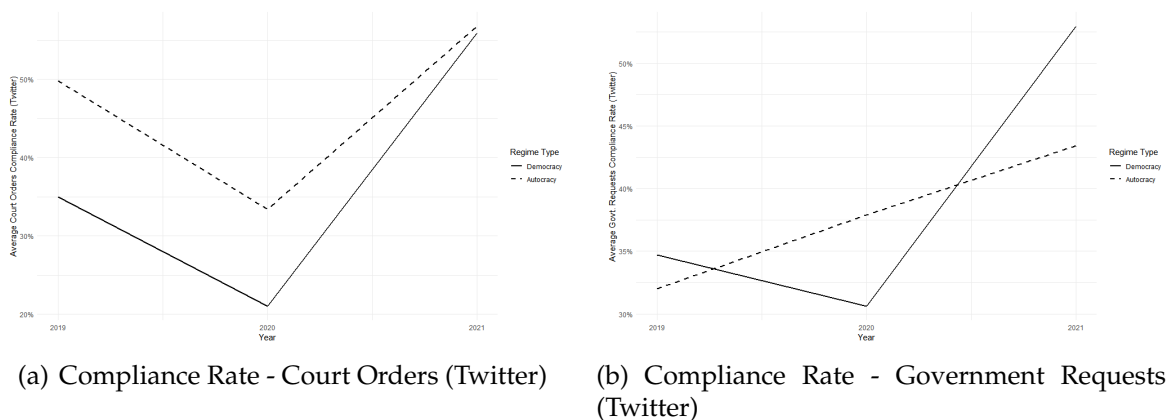 Average Court Orders Compliance Rate (Twitter)
50%
40%
30%
20%
2019
2020
2021
Year
Regime Type
Democracy
Autocracy
(a) Compliance Rate - Court Orders (Twitter)
Average Govt. Requests Compliance Rate (Twitter)
50%
45%
40%
35%
30%
2019
2020
2021
Year
Regime Type
Democracy
Autocracy
(b) Compliance Rate - Government Requests
(Twitter)